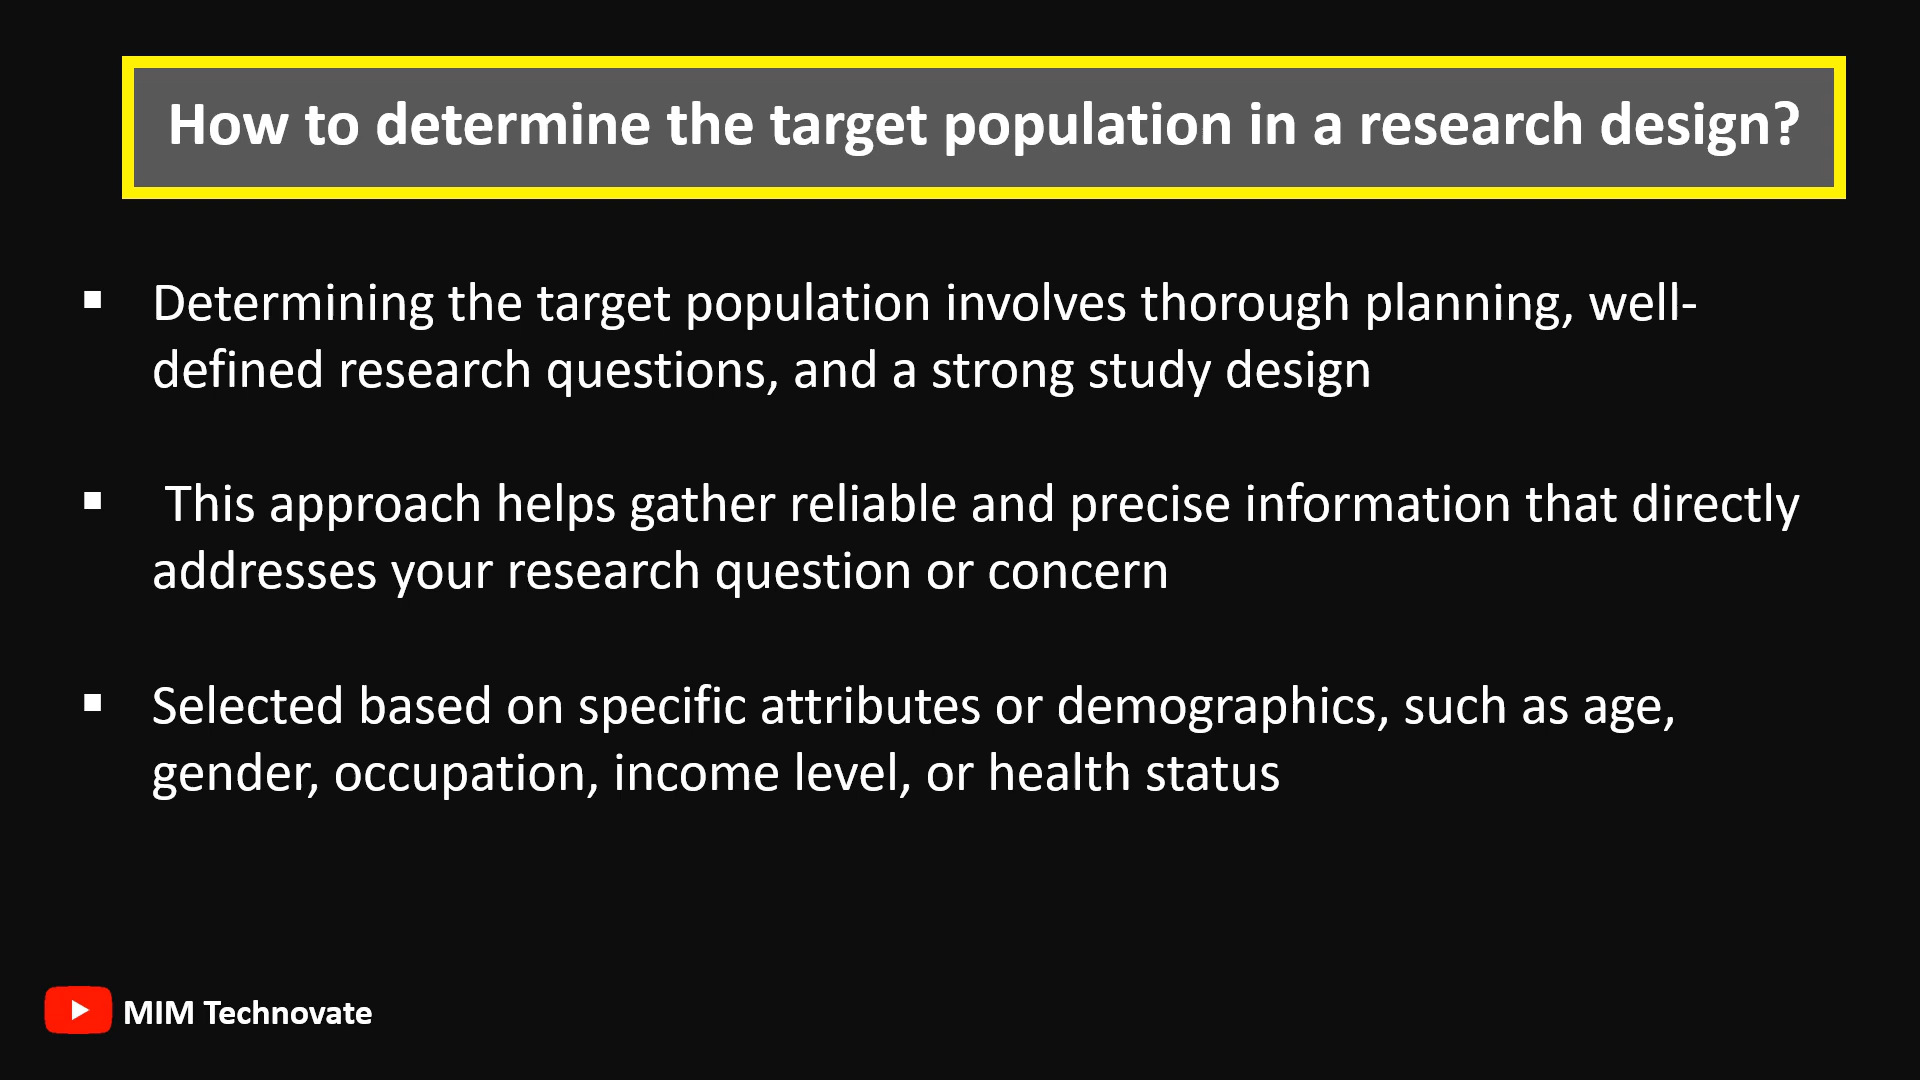 How to determine the target population in a research design?
▪ Determining the target population involves thorough planning, well-
defined research questions, and a strong study design
▪ This approach helps gather reliable and precise information that directly
addresses your research question or concern
▪ Selected based on specific attributes or demographics, such as age,
gender, occupation, income level, or health status
MIM Technovate